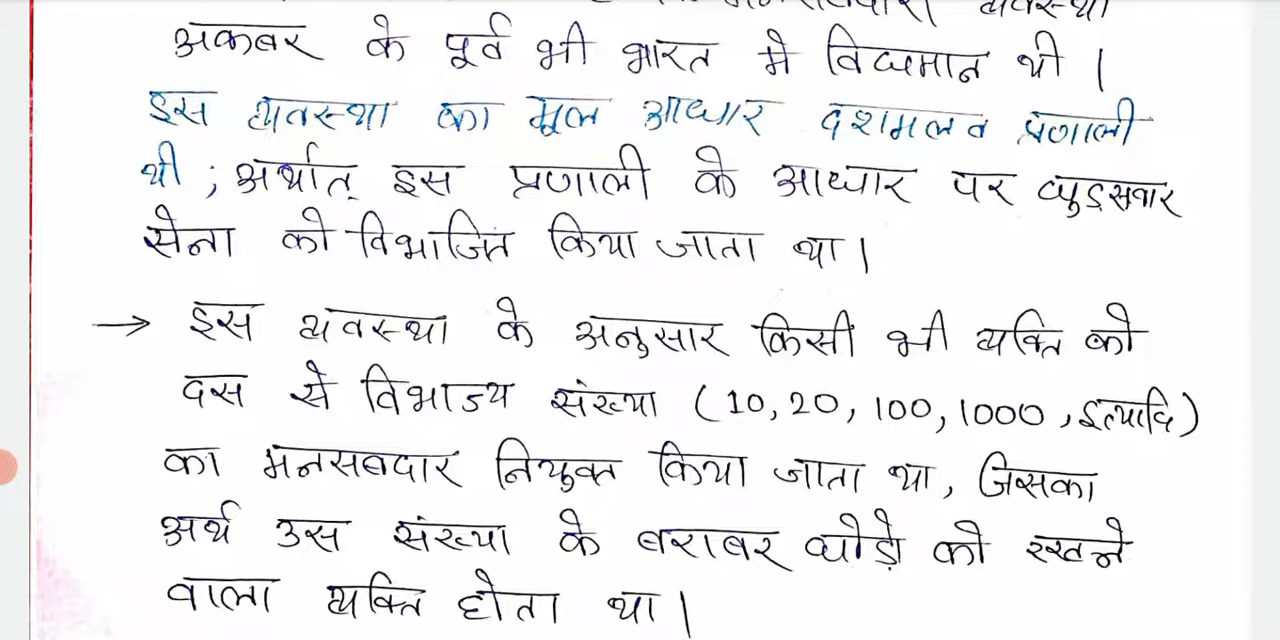 व्यवस्था
अकबर के पूर्व भी भारत मे विद्यमान थी |
इस व्यवस्था का मूल आधार दशमलव प्रणाली
थी ; अर्थात् इस प्रणाली के आधार पर घुड़सवार
सेना को विभाजित किया जाता था |
→ इस व्यवस्था के अनुसार किसी भी व्यक्ति को
दस से विभाज्य संख्या (10, 20, 100, 1000, इत्यादि)
का मनसबदार नियुक्त किया जाता था, जिसका
अर्थ उस संख्या के बराबर घोड़े को रखने
वाला व्यक्ति होता था |